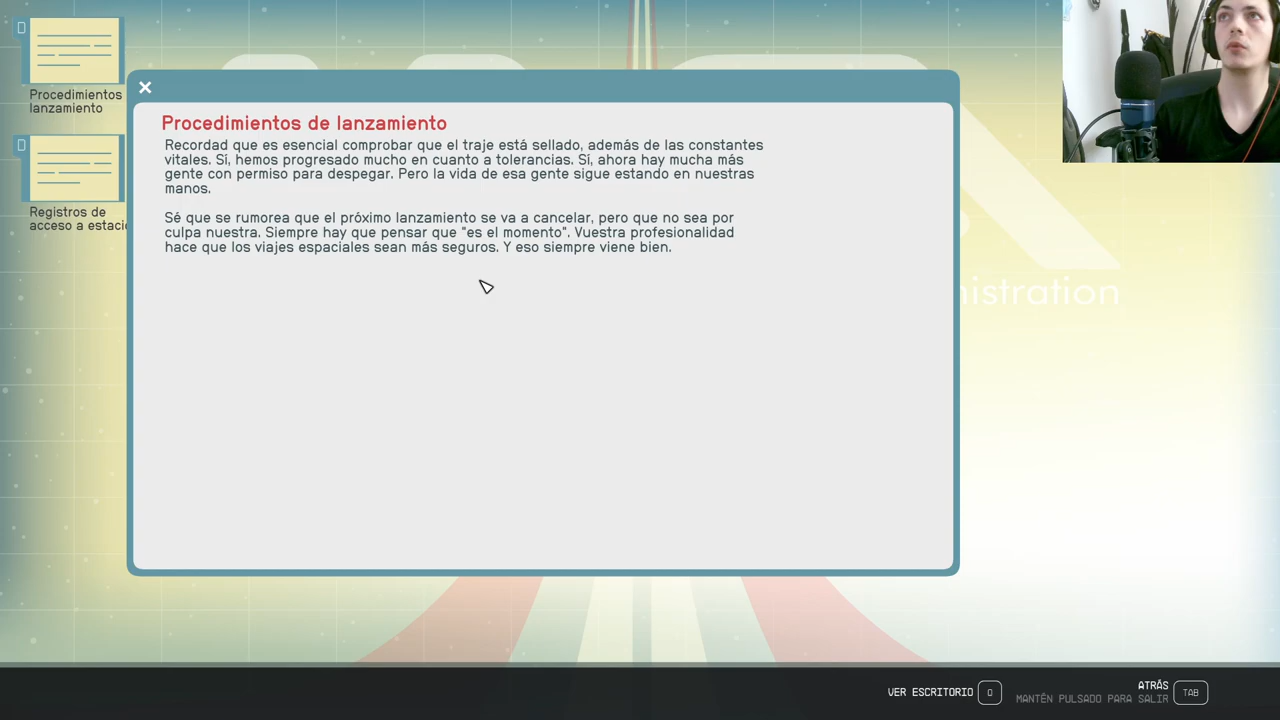 Procedimientos
lanzamiento
Registros de
acceso a estacio
Procedimientos de lanzamiento
Recordad que es esencial comprobar que el traje está sellado, además de las constantes
vitales. Sí, hemos progresado mucho en cuanto a tolerancias. Sí, ahora hay mucha más
gente con permiso para despegar. Pero la vida de esa gente sigue estando en nuestras
manos.
Sé que se rumorea que el próximo lanzamiento se va a cancelar, pero que no sea por
culpa nuestra. Siempre hay que pensar que "es el momento". Vuestra profesionalidad
hace que los viajes espaciales sean más seguros. Y eso siempre viene bien.
nistration
VER ESCRITORIO Q
ATRÁS
MANTÉN PULSADO PARA SALIR TAB